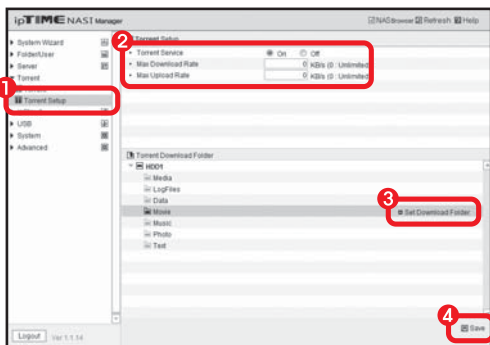 ipTIME NASI Manager
NASBrowser Refresh Help
System Wizard
Folder/User
Server
Torrent
Torrent Setup
USB
System
Advanced
Torrent Setup
Torrent Service On Off
Max Download Rate 0 KB/s (0 : Unlimited
Max Upload Rate 0 KB/s (0 : Unlimited
Torrent Download Folder
HDD1
Media
LogFiles
Data
Movie
Music
Photo
Text
Set Download Folder
Save
Logout Ver 1.1.14
1
2
3
4